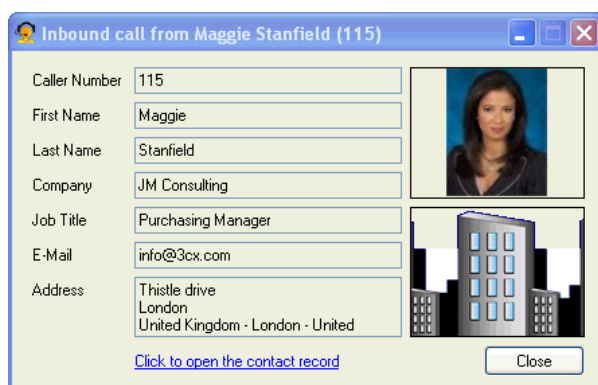 Inbound call from Maggie Stanfield (115)
Caller Number 115
First Name Maggie
Last Name Stanfield
Company JM Consulting
Job Title Purchasing Manager
E-Mail info@3cx.com
Address Thistle drive
London
United Kingdom - London - United
Click to open the contact record Close